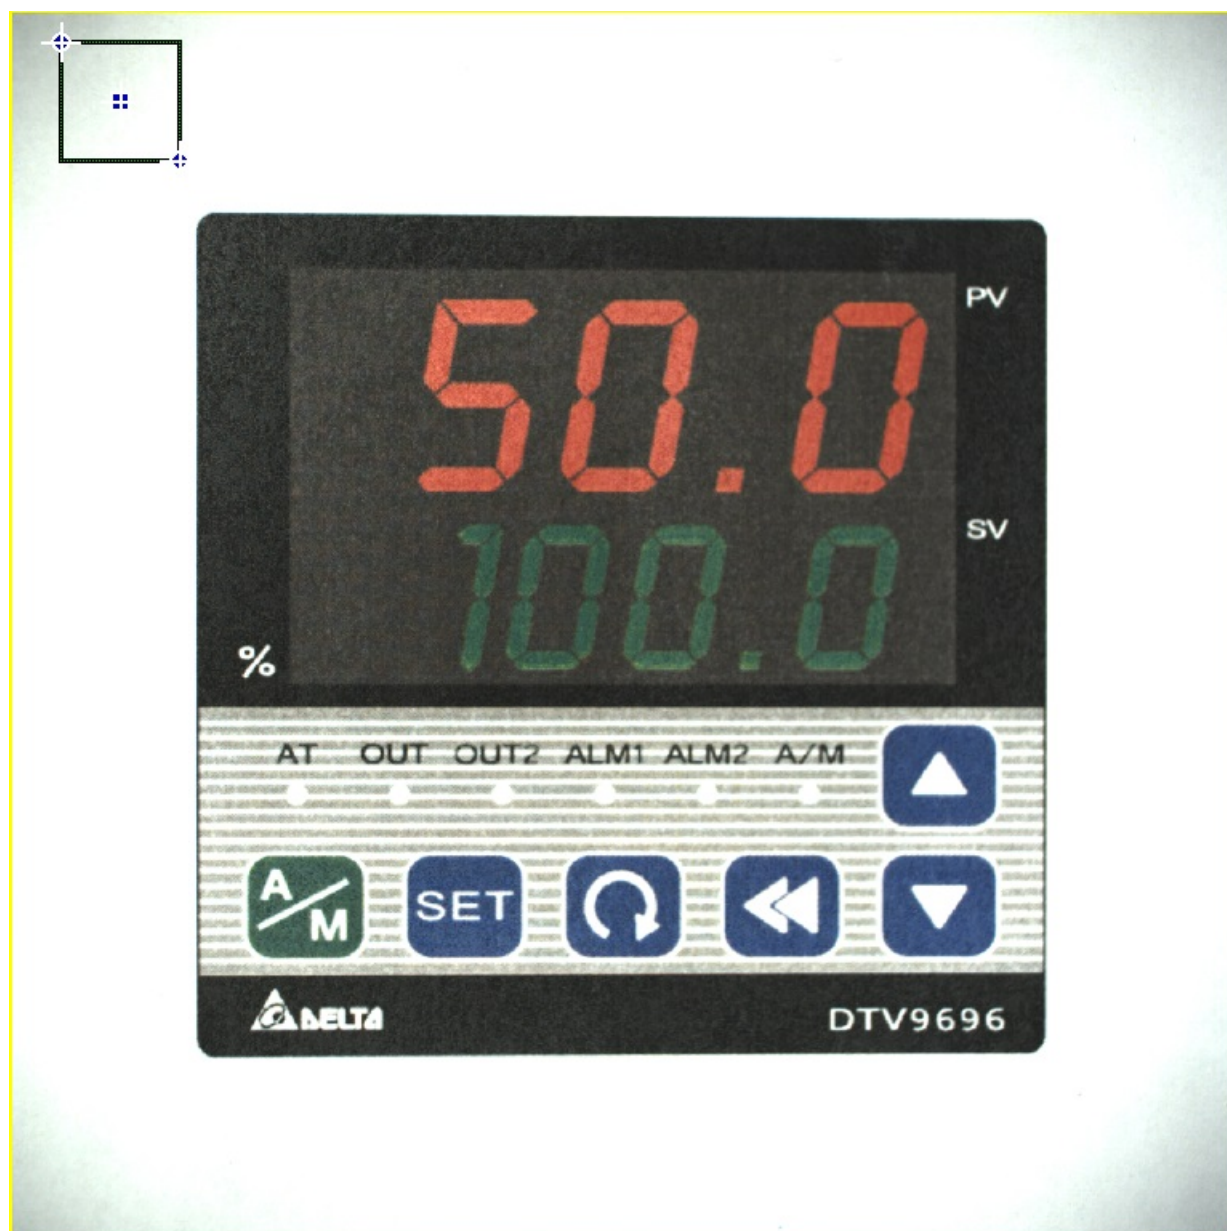 50.0 PV
100.0 SV
%
AT OUT OUT2 ALM1 ALM2 A/M
A/M SET
DELTA DTV9696